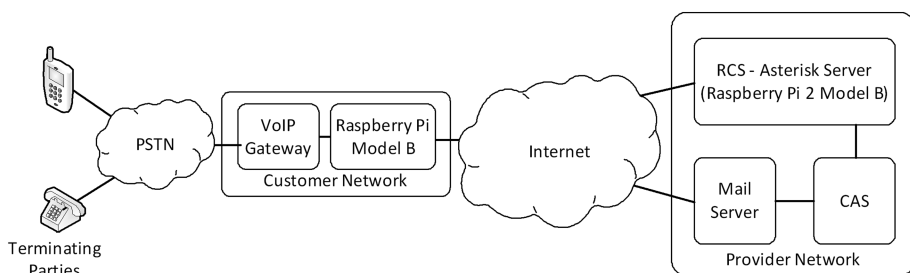 PSTN
VoIP
Gateway
Raspberry Pi
Model B
Customer Network
Internet
RCS - Asterisk Server
(Raspberry Pi 2 Model B)
Mail
Server
CAS
Provider Network
Terminating
Parties